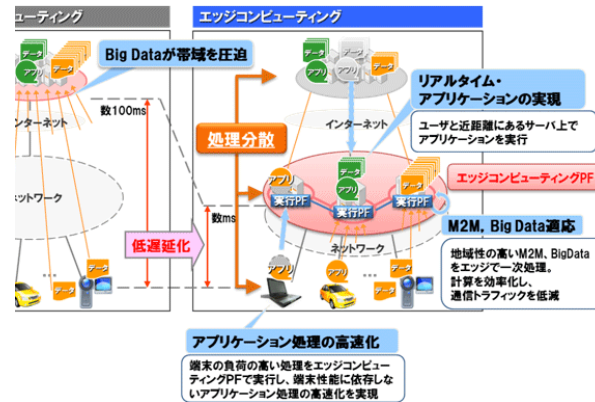 ューティング
エッジコンピューティング
Big Dataが帯域を圧迫
データ
アプリ
データ
データ
アプリ
データ
アプリ
データ
リアルタイム・
アプリケーションの実現
ユーザと近距離にあるサーバ上で
アプリケーションを実行
ンターネット
数100ms
処理分散
インターネット
エッジコンピューティングPF
アプリ
実行PF
データ
アプリ
実行PF
データ
実行PF
ットワーク
数ms
低遅延化
ネットワーク
M2M, Big Data適応
地域性の高いM2M、BigData
をエッジで一次処理。
計算を効率化し、
通信トラフィックを低減
データ
データ
アプリ
アプリ
データ
データ
アプリケーション処理の高速化
端末の負荷の高い処理をエッジコンピュー
ティングPFで実行し、端末性能に依存しな
いアプリケーション処理の高速化を実現